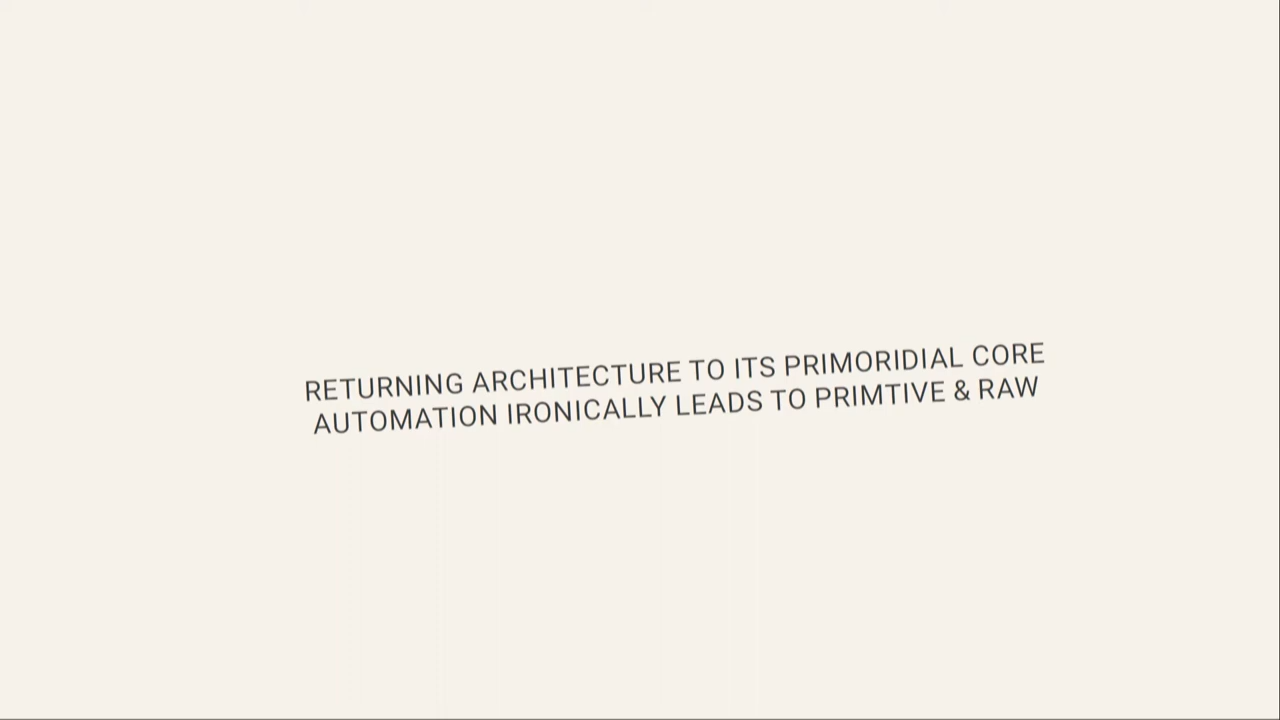 RETURNING ARCHITECTURE TO ITS PRIMORIDIAL CORE
AUTOMATION IRONICALLY LEADS TO PRIMTIVE & RAW